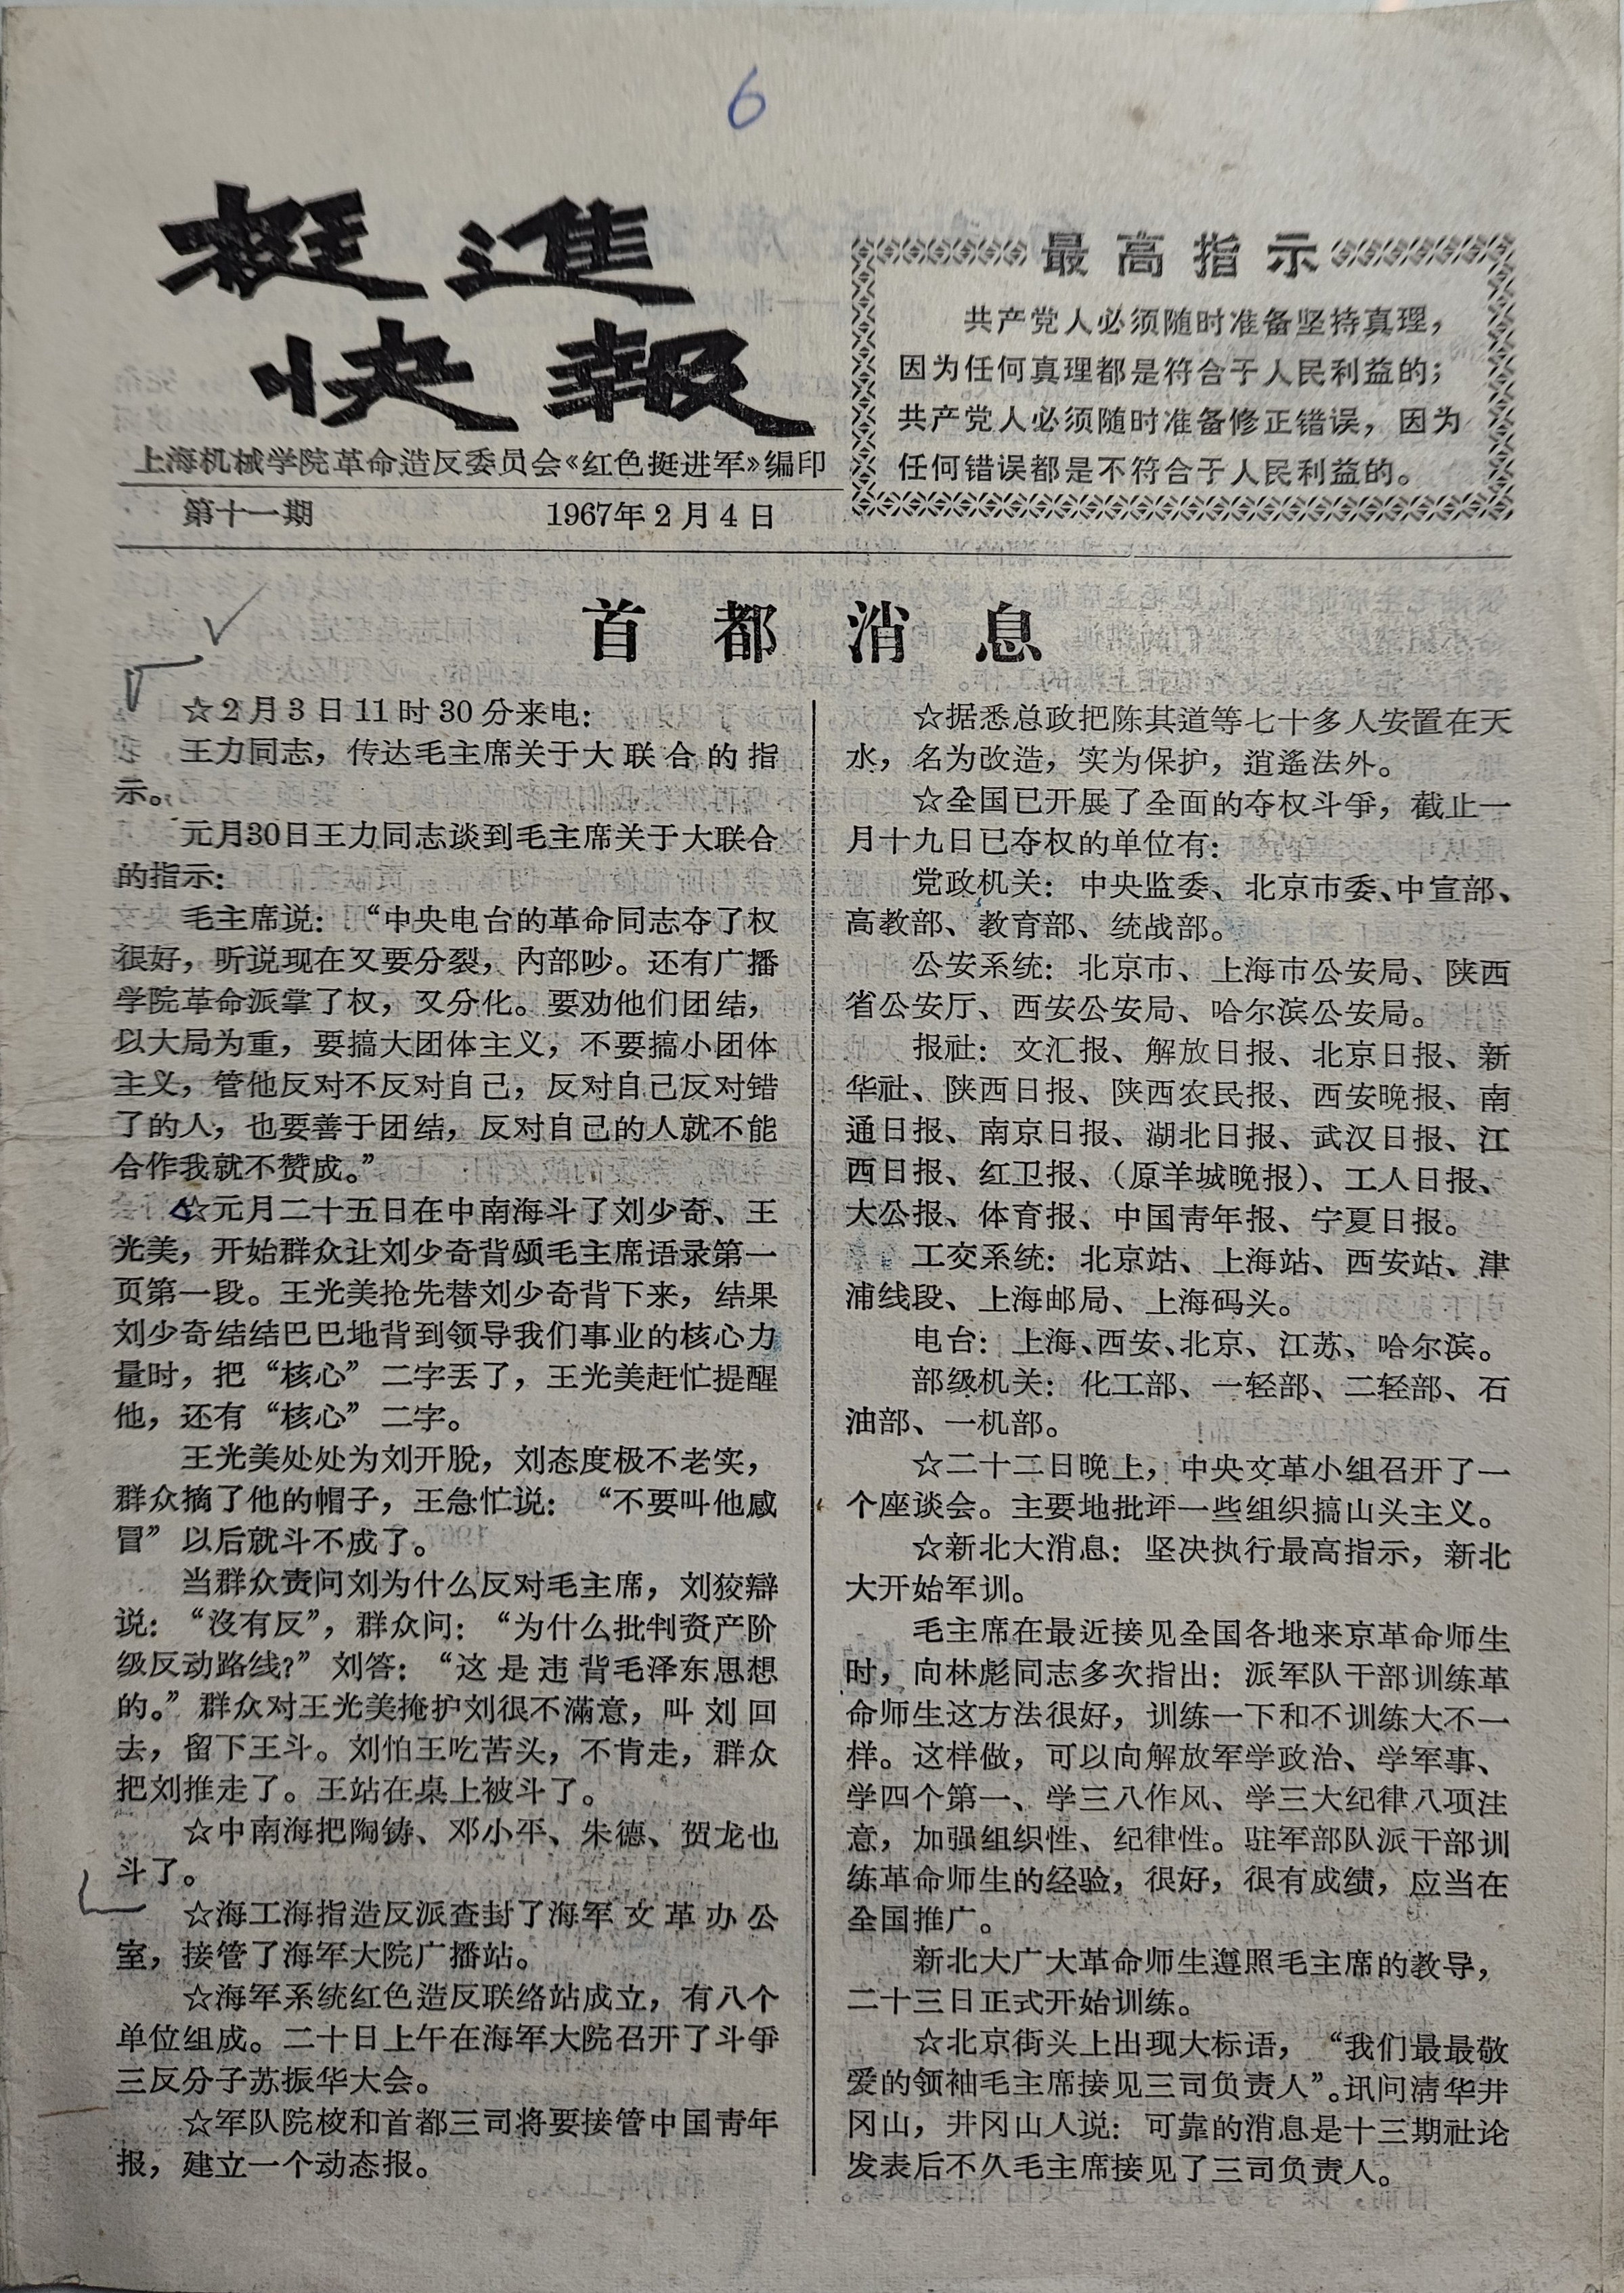 6
挺進
快報
上海机械学院革命造反委员会《红色挺进军》编印
第十一期 1967年2月4日
最高指示
共产党人必须随时准备坚持真理，
因为任何真理都是符合于人民利益的；
共产党人必须随时准备修正错误，因为
任何错误都是不符合于人民利益的。
首都消息
☆2月3日11时30分来电：
王力同志，传达毛主席关于大联合的指
示。
元月30日王力同志谈到毛主席关于大联合
的指示：
毛主席说：“中央电台的革命同志夺了权
很好，听说现在又要分裂，内部吵。还有广播
学院革命派掌了权，又分化。要劝他们团结，
以大局为重，要搞大团体主义，不要搞小团体
主义，管他反对不反对自己，反对自己反对错
了的人，也要善于团结，反对自己的人就不能
合作我就不赞成。”
☆元月二十五日在中南海斗了刘少奇、王
光美，开始群众让刘少奇背颂毛主席语录第一
页第一段。王光美抢先替刘少奇背下来，结果
刘少奇结结巴巴地背到领导我们事业的核心力
量时，把“核心”二字丢了，王光美赶忙提醒
他，还有“核心”二字。
王光美处处为刘开脱，刘态度极不老实，
群众摘了他的帽子，王急忙说：“不要叫他感
冒”以后就斗不成了。
当群众责问刘为什么反对毛主席，刘狡辩
说：“沒有反”，群众问：“为什么批判资产阶
级反动路线？”刘答：“这是违背毛泽东思想
的。”群众对王光美掩护刘很不滿意，叫刘回
去，留下王斗。刘怕王吃苦头，不肯走，群众
把刘推走了。王站在桌上被斗了。
☆中南海把陶铸、邓小平、朱德、贺龙也
斗了。
☆海工海指造反派查封了海军文革办公
室，接管了海军大院广播站。
☆海军系统红色造反联络站成立，有八个
单位组成。二十日上午在海军大院召开了斗爭
三反分子苏振华大会。
☆军队院校和首都三司将要接管中国靑年
报，建立一个动态报。
☆据悉总政把陈其道等七十多人安置在天
水，名为改造，实为保护，逍遙法外。
☆全国已开展了全面的夺权斗爭，截止一
月十九日已夺权的单位有：
党政机关：中央监委、北京市委、中宣部、
高教部、教育部、统战部。
公安系统：北京市、上海市公安局、陕西
省公安厅、西安公安局、哈尔滨公安局。
报社：文汇报、解放日报、北京日报、新
华社、陕西日报、陕西农民报、西安晚报、南
通日报、南京日报、湖北日报、武汉日报、江
西日报、红卫报、（原羊城晚报）、工人日报、
大公报、体育报、中国靑年报、宁夏日报。
工交系统：北京站、上海站、西安站、津
浦线段、上海邮局、上海码头。
电台：上海、西安、北京、江苏、哈尔滨。
部级机关：化工部、一轻部、二轻部、石
油部、一机部。
☆二十二日晚上，中央文革小组召开了一
个座谈会。主要地批评一些组织搞山头主义。
☆新北大消息：坚决执行最高指示，新北
大开始军训。
毛主席在最近接见全国各地来京革命师生
时，向林彪同志多次指出：派军队干部训练革
命师生这方法很好，训练一下和不训练大不一
样。这样做，可以向解放军学政治、学军事、
学四个第一、学三八作风、学三大纪律八项注
意，加强组织性、纪律性。驻军部队派干部训
练革命师生的经验，很好，很有成绩，应当在
全国推广。
新北大广大革命师生遵照毛主席的教导，
二十三日正式开始训练。
☆北京街头上出现大标语，“我们最最敬
爱的领袖毛主席接见三司负责人”。讯问清华井
冈山，井冈山人说：可靠的消息是十三期社论
发表后不久毛主席接见了三司负责人。